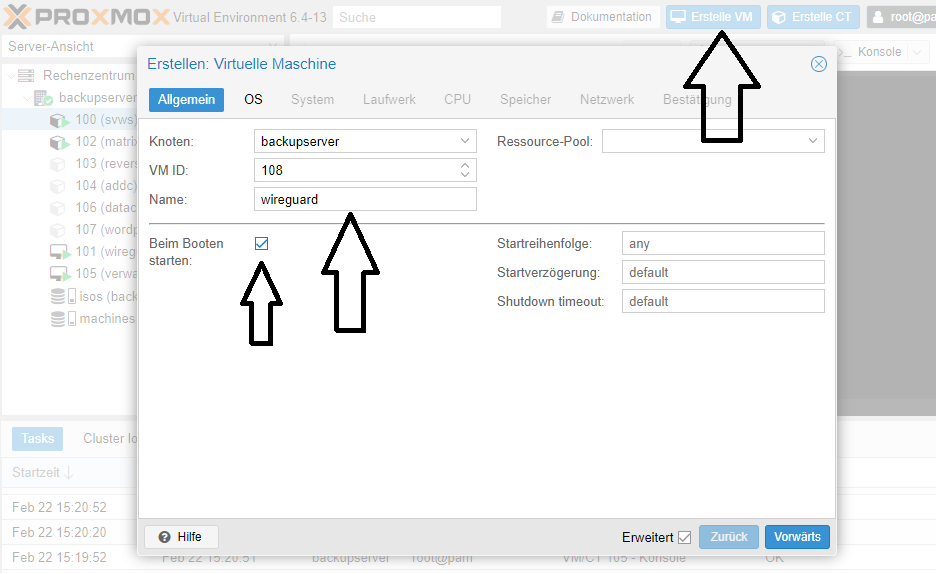 PROXMOX Virtual Environment 6.4-13 Suche Dokumentation Erstelle VM Erstelle CT root@pa
Server-Ansicht
Konsole
Rechenzentrum
backupserver
100 (svws)
102 (matrix
103 (revers
104 (addc)
106 (datac
107 (wordp
101 (wireg
105 (verwa
isos (back
machines
Erstellen: Virtuelle Maschine
Allgemein OS System Laufwerk CPU Speicher Netzwerk Bestätigung
Knoten: backupserver Ressource-Pool:
VM ID: 108
Name: wireguard
Beim Booten starten: Startreihenfolge: any
Startverzögerung: default
Shutdown timeout: default
Hilfe Erweitert Zurück Vorwärts
Tasks Cluster lo
Startzeit
Feb 22 15:20:52
Feb 22 15:20:20
Feb 22 15:19:52 Feb 22 15:20:51 backupserver root@pam VM/CT 105 - Konsole OK